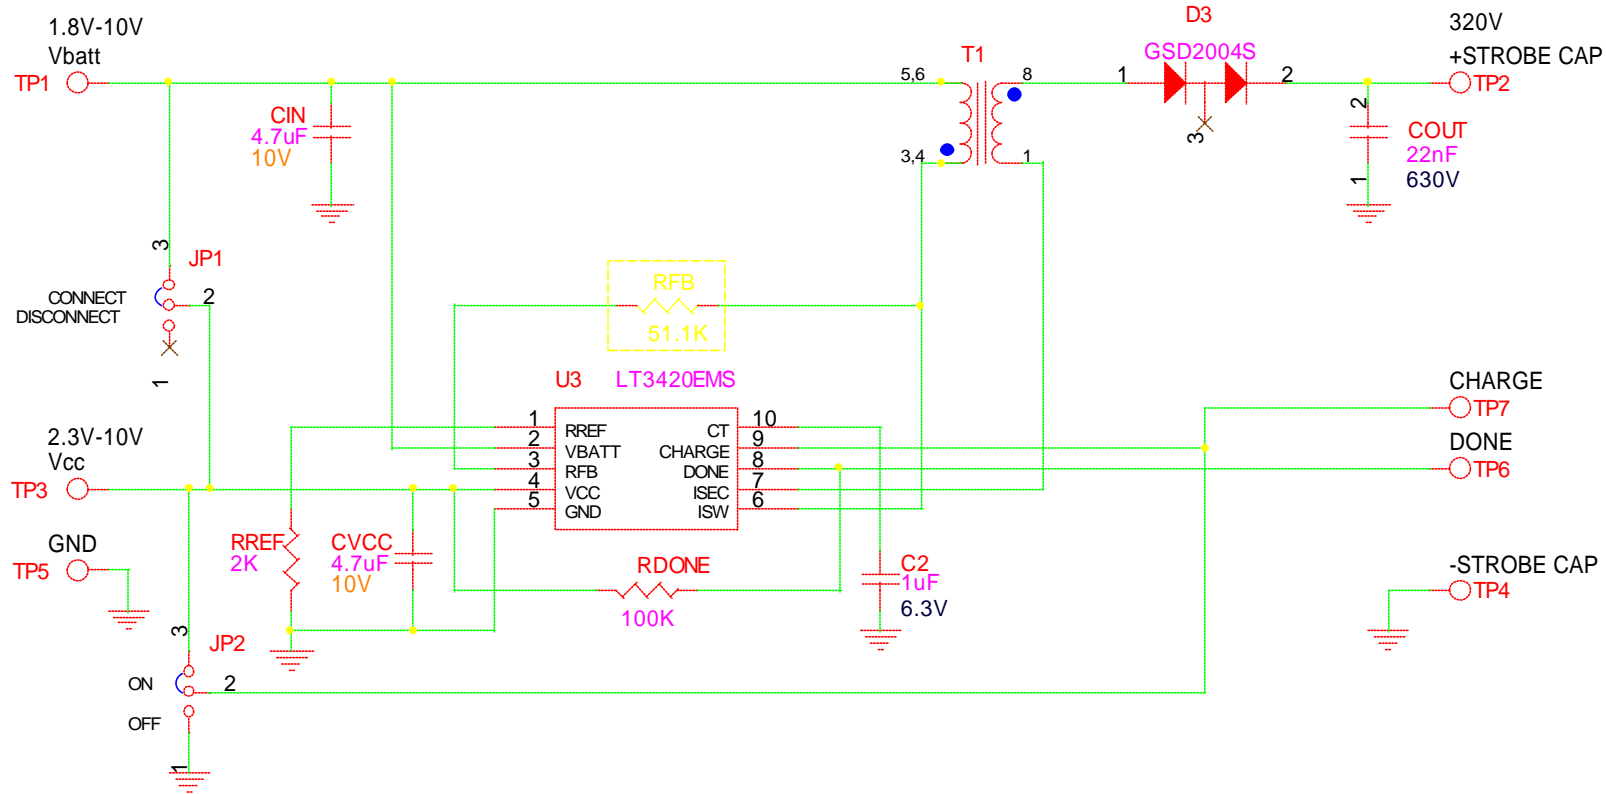 1.8V-10V
Vbatt
TP1
CIN
4.7uF
10V
T1
5,6
8
3,4
1
D3
GSD2004S
1
2
3
320V
+STROBE CAP
TP2
2
COUT
22nF
630V
1
3
JP1
2
CONNECT
DISCONNECT
1
RFB
51.1K
U3
LT3420EMS
1
2
3
4
5
RREF
VBATT
RFB
VCC
GND
CT
CHARGE
DONE
ISEC
ISW
10
9
8
7
6
CHARGE
TP7
DONE
TP6
2.3V-10V
Vcc
TP3
GND
TP5
RREF
2K
CVCC
4.7uF
10V
RDONE
100K
C2
1uF
6.3V
-STROBE CAP
TP4
3
JP2
2
ON
OFF
1